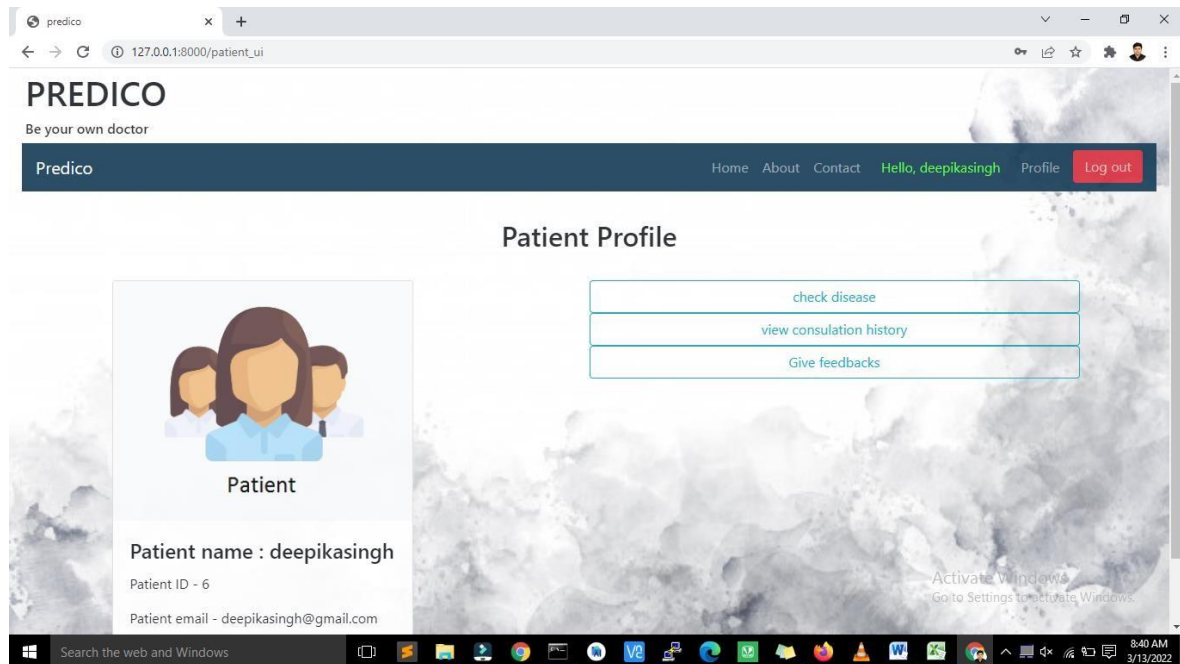 predico
127.0.0.1:8000/patient_ui
PREDICO
Be your own doctor
Predico Home About Contact Hello, deepikasingh Profile Log out
Patient Profile
check disease
view consulation history
Give feedbacks
Patient
Patient name : deepikasingh
Patient ID - 6
Patient email - deepikasingh@gmail.com
Activate Windows
Go to Settings to activate Windows.
Search the web and Windows
8:40 AM
3/13/2022